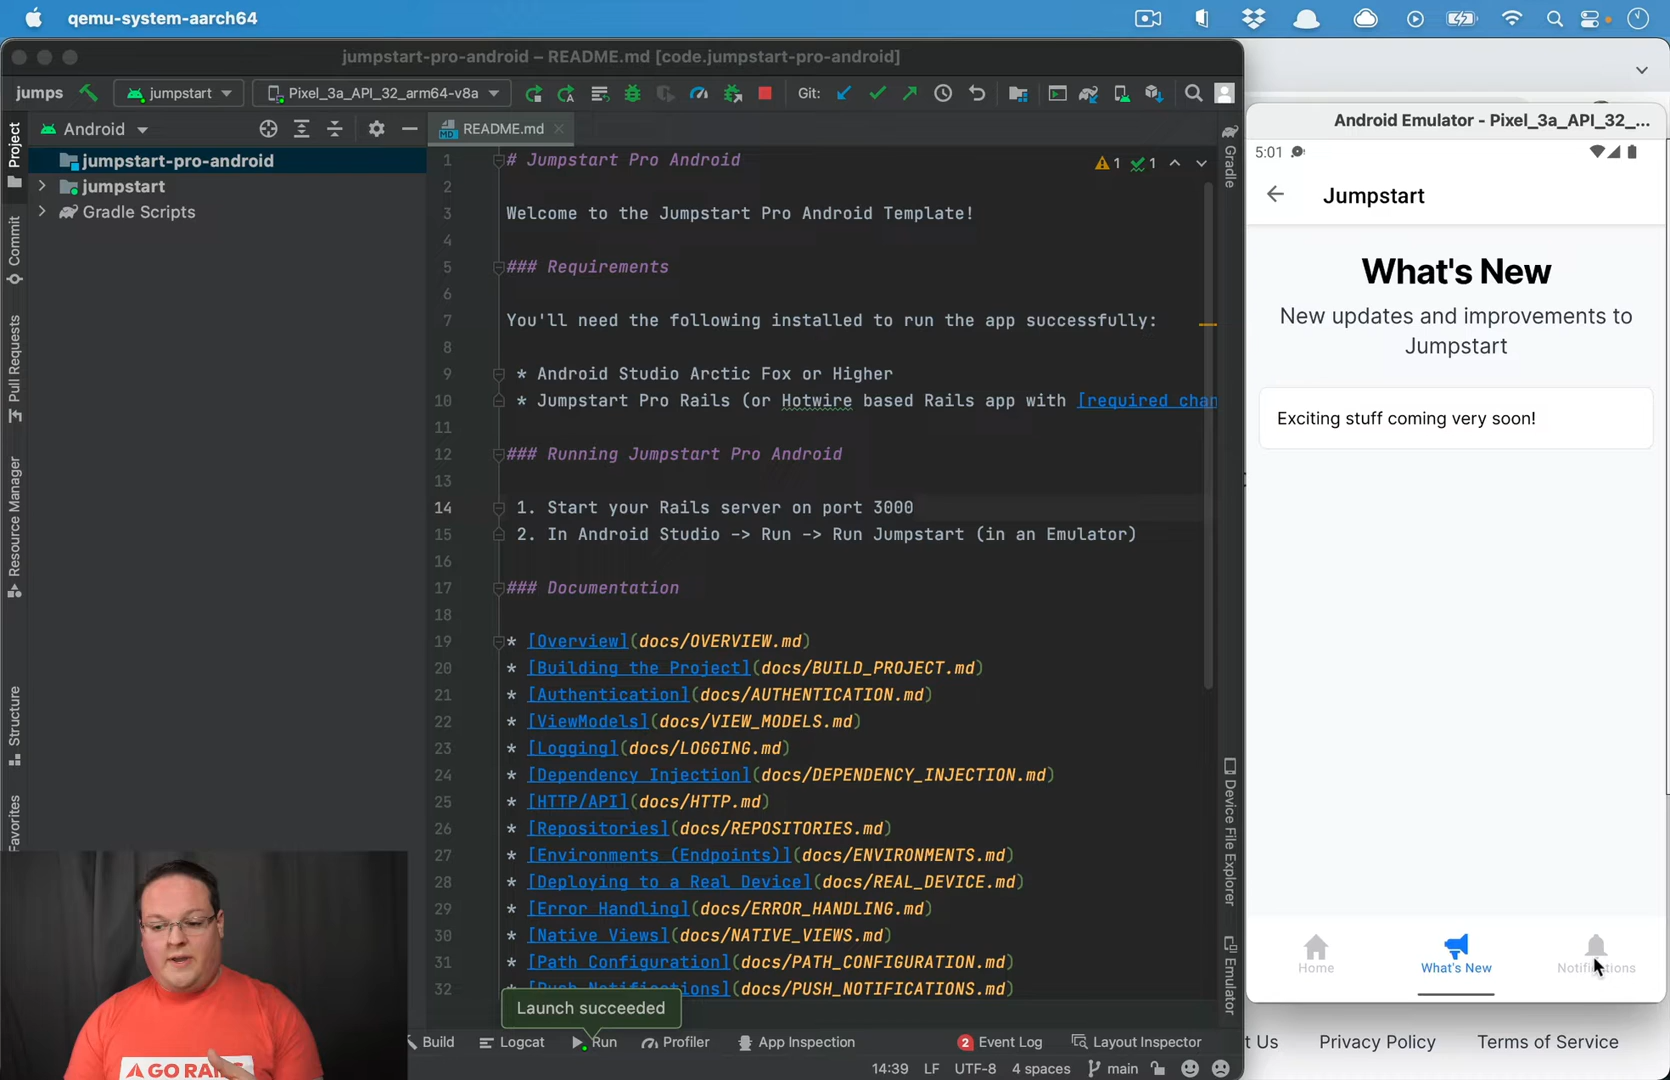 qemu-system-aarch64
jumpstart-pro-android – README.md [code.jumpstart-pro-android]
jumps
jumpstart
Pixel_3a_API_32_arm64-v8a
Git:
Project
Commit
Pull Requests
Resource Manager
Structure
Favorites
Android
jumpstart-pro-android
jumpstart
Gradle Scripts
README.md
1 # Jumpstart Pro Android
2
3 Welcome to the Jumpstart Pro Android Template!
4
5 ### Requirements
6
7 You'll need the following installed to run the app successfully:
8
9 * Android Studio Arctic Fox or Higher
10 * Jumpstart Pro Rails (or Hotwire based Rails app with [required chan
11
12 ### Running Jumpstart Pro Android
13
14 1. Start your Rails server on port 3000
15 2. In Android Studio -> Run -> Run Jumpstart (in an Emulator)
16
17 ### Documentation
18
19 * [Overview](docs/OVERVIEW.md)
20 * [Building the Project](docs/BUILD_PROJECT.md)
21 * [Authentication](docs/AUTHENTICATION.md)
22 * [ViewModels](docs/VIEW_MODELS.md)
23 * [Logging](docs/LOGGING.md)
24 * [Dependency Injection](docs/DEPENDENCY_INJECTION.md)
25 * [HTTP/API](docs/HTTP.md)
26 * [Repositories](docs/REPOSITORIES.md)
27 * [Environments (Endpoints)](docs/ENVIRONMENTS.md)
28 * [Deploying to a Real Device](docs/REAL_DEVICE.md)
29 * [Error Handling](docs/ERROR_HANDLING.md)
30 * [Native Views](docs/NATIVE_VIEWS.md)
31 * [Path Configuration](docs/PATH_CONFIGURATION.md)
32 * [Push Notifications](docs/PUSH_NOTIFICATIONS.md)
1
1
Gradle
Device File Explorer
Emulator
Launch succeeded
Build
Logcat
Run
Profiler
App Inspection
2 Event Log
Layout Inspector
14:39 LF UTF-8 4 spaces main
Android Emulator - Pixel_3a_API_32_...
5:01
Jumpstart
What's New
New updates and improvements to
Jumpstart
Exciting stuff coming very soon!
Home
What's New
Notifications
t Us
Privacy Policy
Terms of Service
GO RAILS